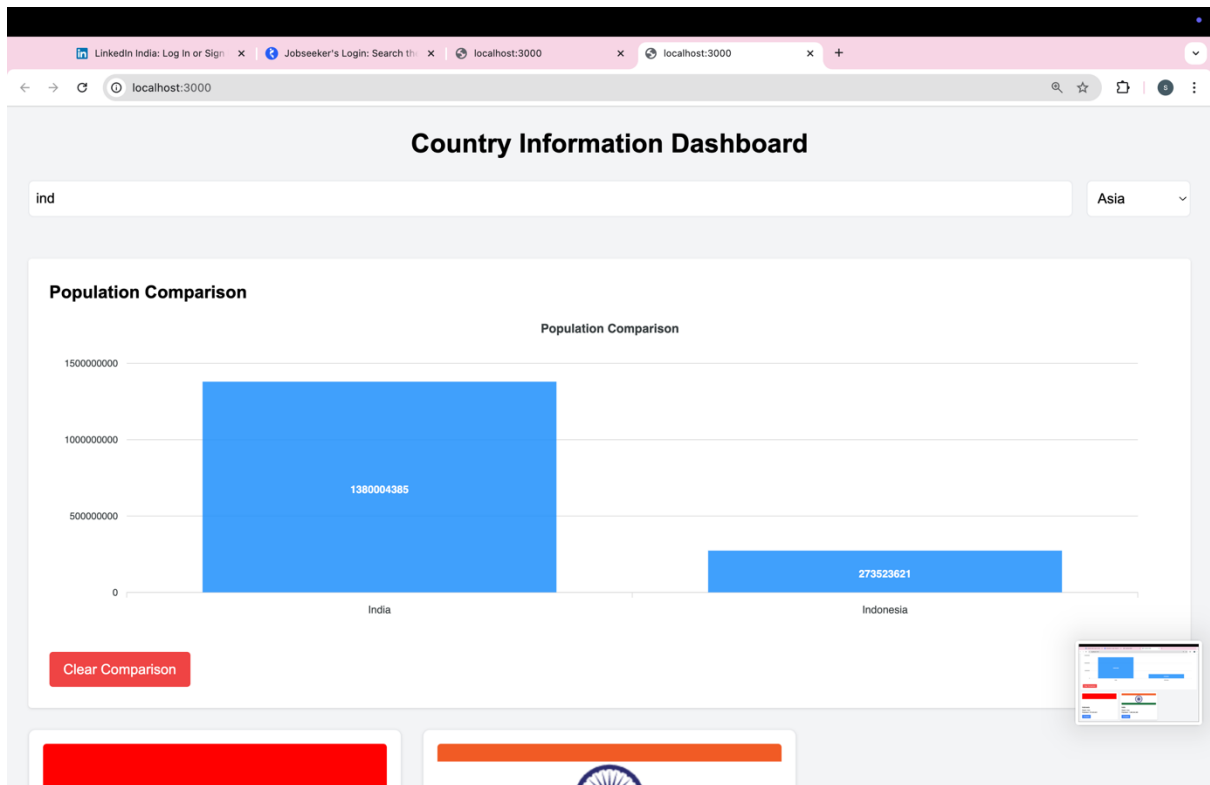 LinkedIn India: Log In or Sign
Jobseeker's Login: Search the
localhost:3000
localhost:3000
localhost:3000
S
Country Information Dashboard
ind
Asia
Population Comparison
Population Comparison
1500000000
1000000000
1380004385
500000000
273523621
0
India
Indonesia
Clear Comparison